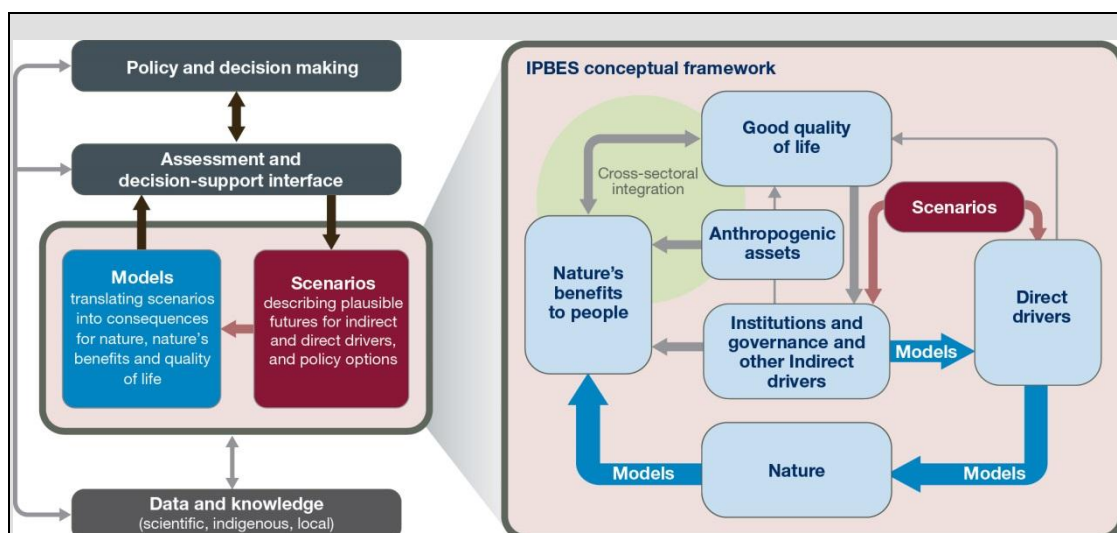 Policy and decision making
Assessment and
decision-support interface
Models
translating scenarios
into consequences
for nature, nature's
benefits and quality
of life
Scenarios
describing plausible
futures for indirect
and direct drivers,
and policy options
Data and knowledge
(scientific, indigenous, local)
IPBES conceptual framework
Good quality
of life
Cross-sectoral
integration
Scenarios
Anthropogenic
assets
Nature's
benefits
to people
Direct
drivers
Institutions and
governance and
other Indirect
drivers
Models
Models
Nature
Models